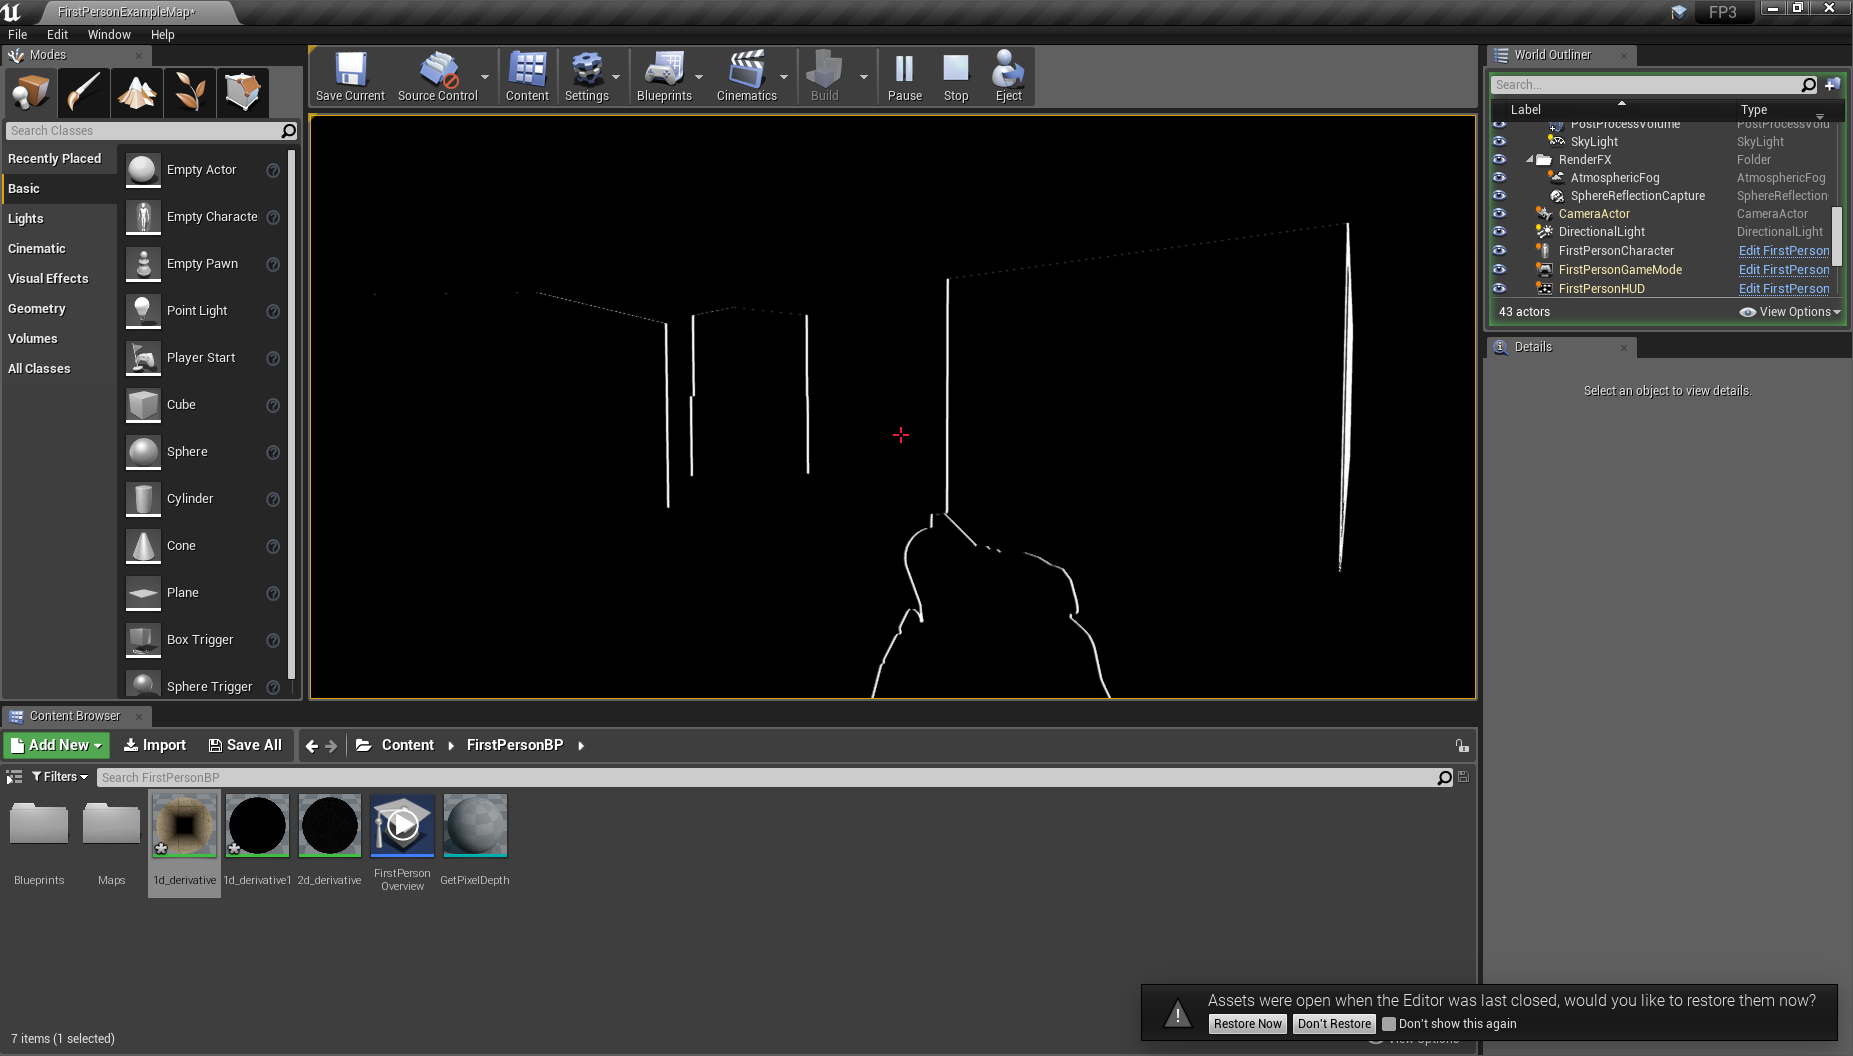 FirstPersonExampleMap*
FP3
File Edit Window Help
Modes
Search Classes
Recently Placed
Basic
Lights
Cinematic
Visual Effects
Geometry
Volumes
All Classes
Empty Actor
Empty Characte
Empty Pawn
Point Light
Player Start
Cube
Sphere
Cylinder
Cone
Plane
Box Trigger
Sphere Trigger
Save Current Source Control Content Settings Blueprints Cinematics Build Pause Stop Eject
World Outliner
Search...
Label Type
PostProcessVolume PostProcessVolu
SkyLight SkyLight
RenderFX Folder
AtmosphericFog AtmosphericFog
SphereReflectionCapture SphereReflection
CameraActor CameraActor
DirectionalLight DirectionalLight
FirstPersonCharacter Edit FirstPerson
FirstPersonGameMode Edit FirstPerson
FirstPersonHUD Edit FirstPerson
43 actors View Options
Details
Select an object to view details.
Content Browser
Add New Import Save All Content FirstPersonBP
Filters Search FirstPersonBP
Blueprints Maps 1d_derivative 1d_derivative1 2d_derivative FirstPerson Overview GetPixelDepth
Assets were open when the Editor was last closed, would you like to restore them now?
Restore Now Don't Restore Don't show this again
7 items (1 selected) View Options